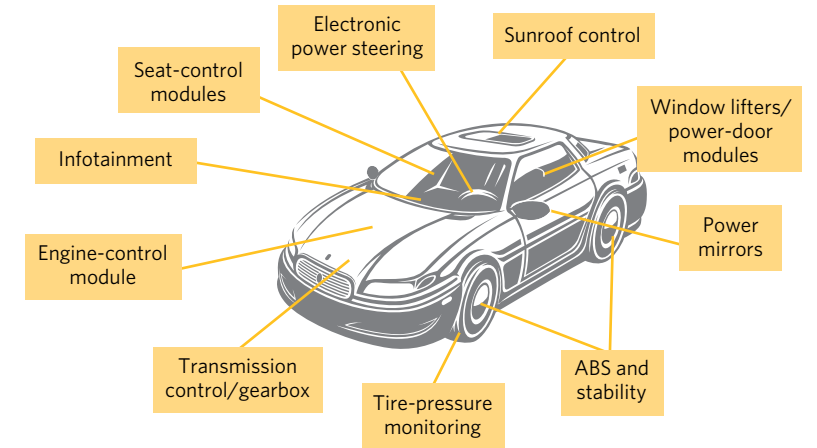 Electronic
power steering
Sunroof control
Seat-control
modules
Window lifters/
power-door
modules
Infotainment
Power
mirrors
Engine-control
module
Transmission
control/gearbox
ABS and
stability
Tire-pressure
monitoring